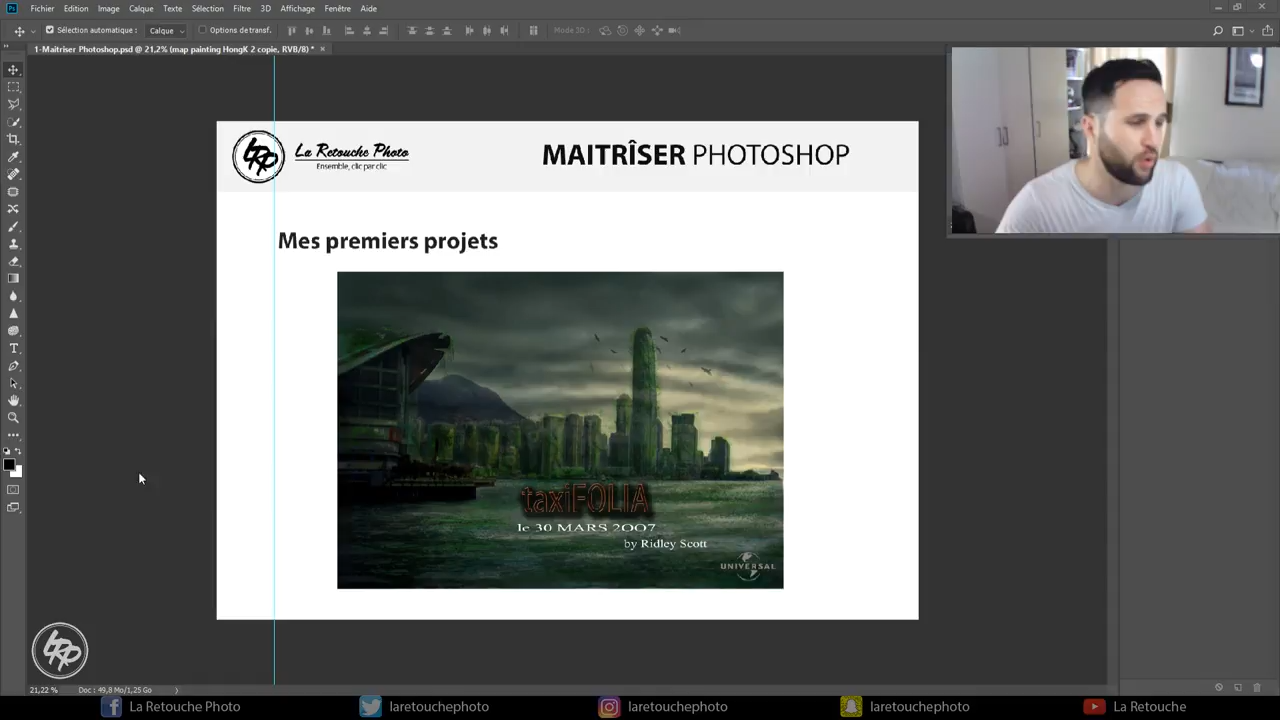 Ps Fichier Edition Image Calque Texte Sélection Filtre 3D Affichage Fenêtre Aide
Sélection automatique : Calque Options de transf. Mode 3D :
1-Maitriser Photoshop.psd @ 21,2% (map painting HongK 2 copie, RVB/8) * ×
LRP La Retouche Photo
Ensemble, clic par clic
MAITRÎSER PHOTOSHOP
Mes premiers projets
taxiFOLIA
le 30 MARS 2007
by Ridley Scott
UNIVERSAL
LRP
21,22 % Doc : 49,8 Mo/1,25 Go
La Retouche Photo laretouchephoto laretouchephoto laretouchephoto La Retouche